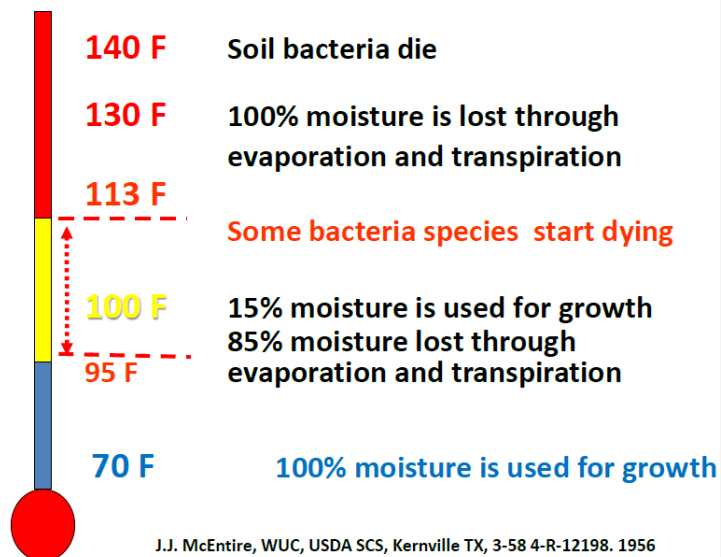 140 F Soil bacteria die
130 F 100% moisture is lost through
evaporation and transpiration
113 F
Some bacteria species start dying
100 F 15% moisture is used for growth
85% moisture lost through
95 F evaporation and transpiration
70 F 100% moisture is used for growth
J.J. McEntire, WUC, USDA SCS, Kernville TX, 3-58 4-R-12198. 1956